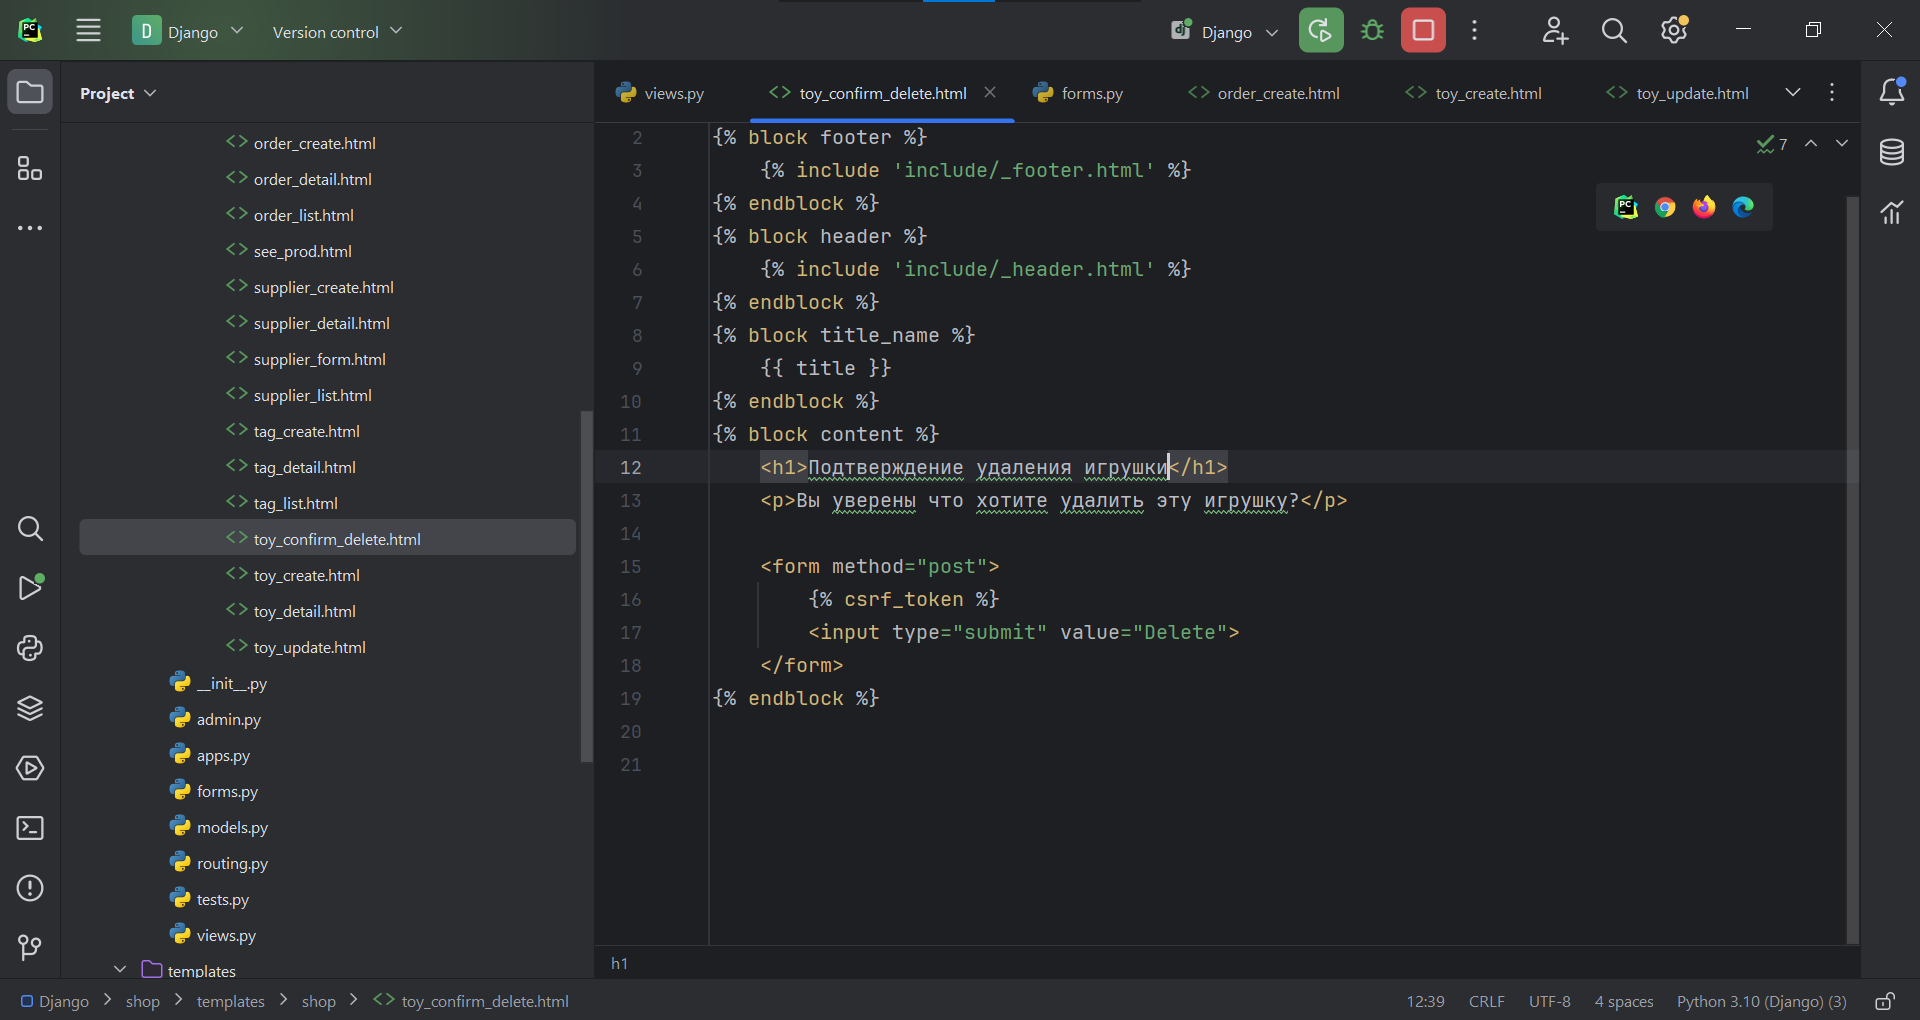 PC
D Django
Version control
dj Django
Project
views.py
toy_confirm_delete.html
forms.py
order_create.html
toy_create.html
toy_update.html
order_create.html
order_detail.html
order_list.html
see_prod.html
supplier_create.html
supplier_detail.html
supplier_form.html
supplier_list.html
tag_create.html
tag_detail.html
tag_list.html
toy_confirm_delete.html
toy_create.html
toy_detail.html
toy_update.html
__init__.py
admin.py
apps.py
forms.py
models.py
routing.py
tests.py
views.py
templates
7
PC
2 {% block footer %}
3 {% include 'include/_footer.html' %}
4 {% endblock %}
5 {% block header %}
6 {% include 'include/_header.html' %}
7 {% endblock %}
8 {% block title_name %}
9 {{ title }}
10 {% endblock %}
11 {% block content %}
12 <h1>Подтверждение удаления игрушки</h1>
13 <p>Вы уверены что хотите удалить эту игрушку?</p>
14
15 <form method="post">
16 {% csrf_token %}
17 <input type="submit" value="Delete">
18 </form>
19 {% endblock %}
20
21
h1
Django > shop > templates > shop > <> toy_confirm_delete.html
12:39 CRLF UTF-8 4 spaces Python 3.10 (Django) (3)